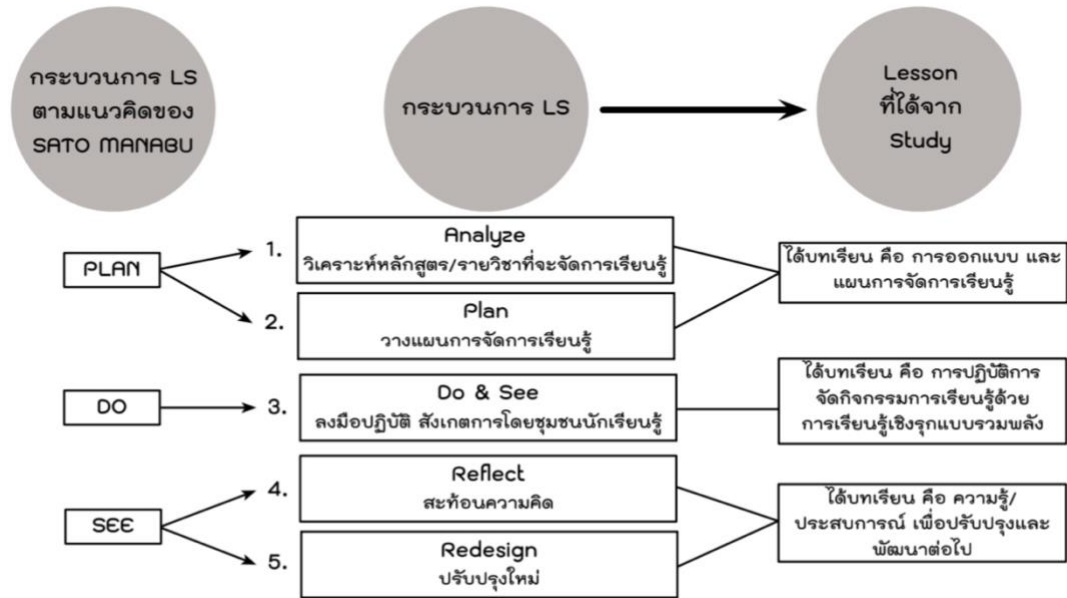 กระบวนการ LS
ตามแนวคิดของ
SATO MANABU
กระบวนการ LS
Lesson
ที่ได้จาก
Study
PLAN
1.
Analyze
วิเคราะห์หลักสูตร/รายวิชาที่จะจัดการเรียนรู้
2.
Plan
วางแผนการจัดการเรียนรู้
ได้บทเรียน คือ การออกแบบ และ
แผนการจัดการเรียนรู้
DO
3.
Do & See
ลงมือปฏิบัติ สังเกตการโดยชุมชนนักเรียนรู้
ได้บทเรียน คือ การปฏิบัติการ
จัดกิจกรรมการเรียนรู้ด้วย
การเรียนรู้เชิงรุกแบบรวมพลัง
SEE
4.
Reflect
สะท้อนความคิด
5.
Redesign
ปรับปรุงใหม่
ได้บทเรียน คือ ความรู้/
ประสบการณ์ เพื่อปรับปรุงและ
พัฒนาต่อไป